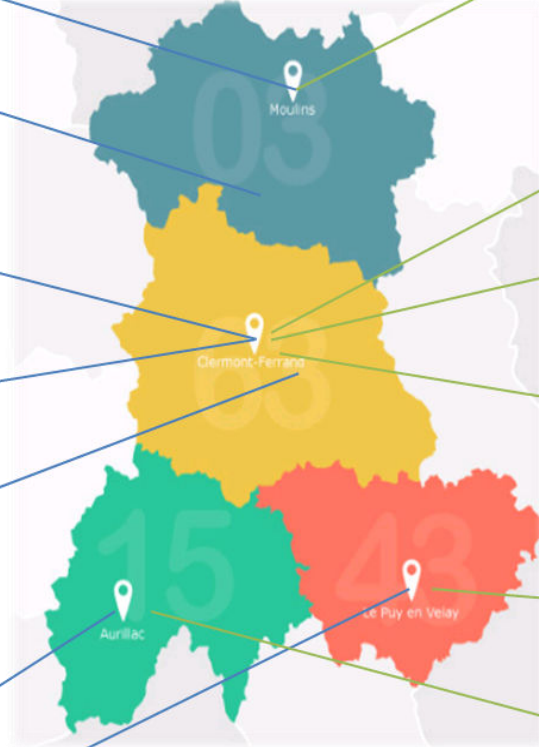 03
Moulins
63
Clermont-Ferrand
15
Aurillac
43
Le Puy en Velay